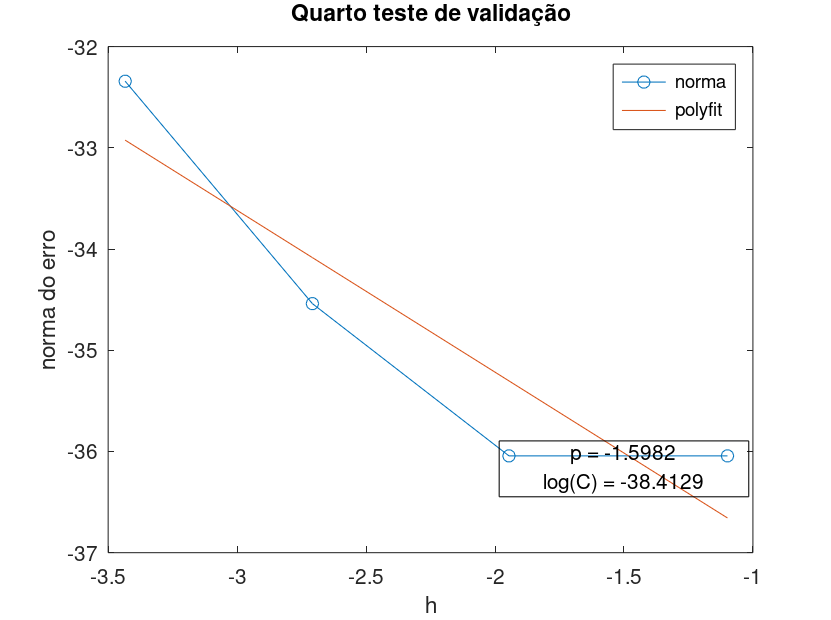 Quarto teste de validação
-32
-33
-34
-35
-36
-37
norma do erro
norma
polyfit
p = -1.5982
log(C) = -38.4129
-3.5
-3
-2.5
-2
-1.5
-1
h